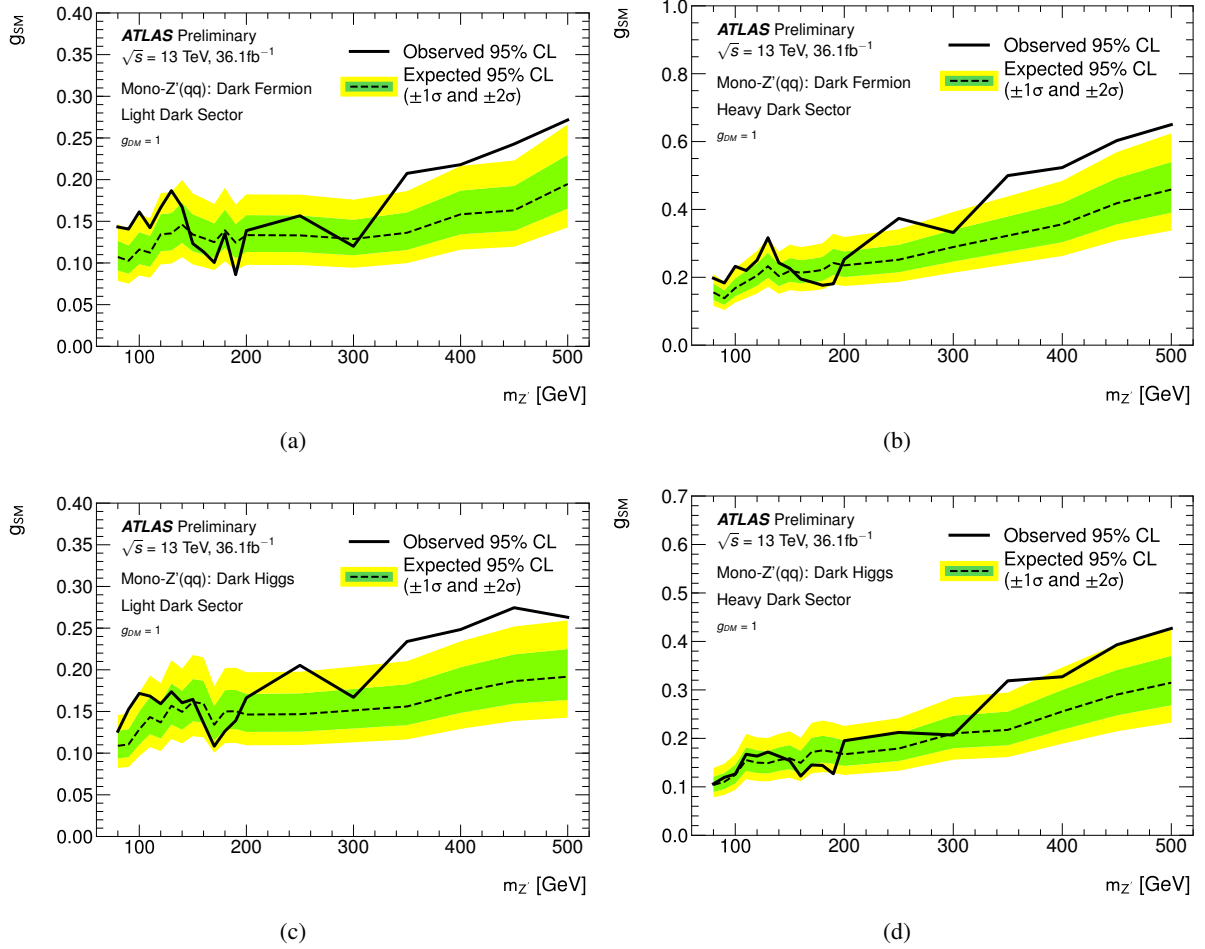 g_SM
0.40
0.35
0.30
0.25
0.20
0.15
0.10
0.05
0.00
ATLAS Preliminary
√s = 13 TeV, 36.1fb⁻¹
Mono-Z'(qq): Dark Fermion
Light Dark Sector
g_DM = 1
Observed 95% CL
Expected 95% CL
(±1σ and ±2σ)
100 200 300 400 500
m_Z' [GeV]
(a)
g_SM
1.0
0.8
0.6
0.4
0.2
0.0
ATLAS Preliminary
√s = 13 TeV, 36.1fb⁻¹
Mono-Z'(qq): Dark Fermion
Heavy Dark Sector
g_DM = 1
Observed 95% CL
Expected 95% CL
(±1σ and ±2σ)
100 200 300 400 500
m_Z' [GeV]
(b)
g_SM
0.40
0.35
0.30
0.25
0.20
0.15
0.10
0.05
0.00
ATLAS Preliminary
√s = 13 TeV, 36.1fb⁻¹
Mono-Z'(qq): Dark Higgs
Light Dark Sector
g_DM = 1
Observed 95% CL
Expected 95% CL
(±1σ and ±2σ)
100 200 300 400 500
m_Z' [GeV]
(c)
g_SM
0.7
0.6
0.5
0.4
0.3
0.2
0.1
0.0
ATLAS Preliminary
√s = 13 TeV, 36.1fb⁻¹
Mono-Z'(qq): Dark Higgs
Heavy Dark Sector
g_DM = 1
Observed 95% CL
Expected 95% CL
(±1σ and ±2σ)
100 200 300 400 500
m_Z' [GeV]
(d)